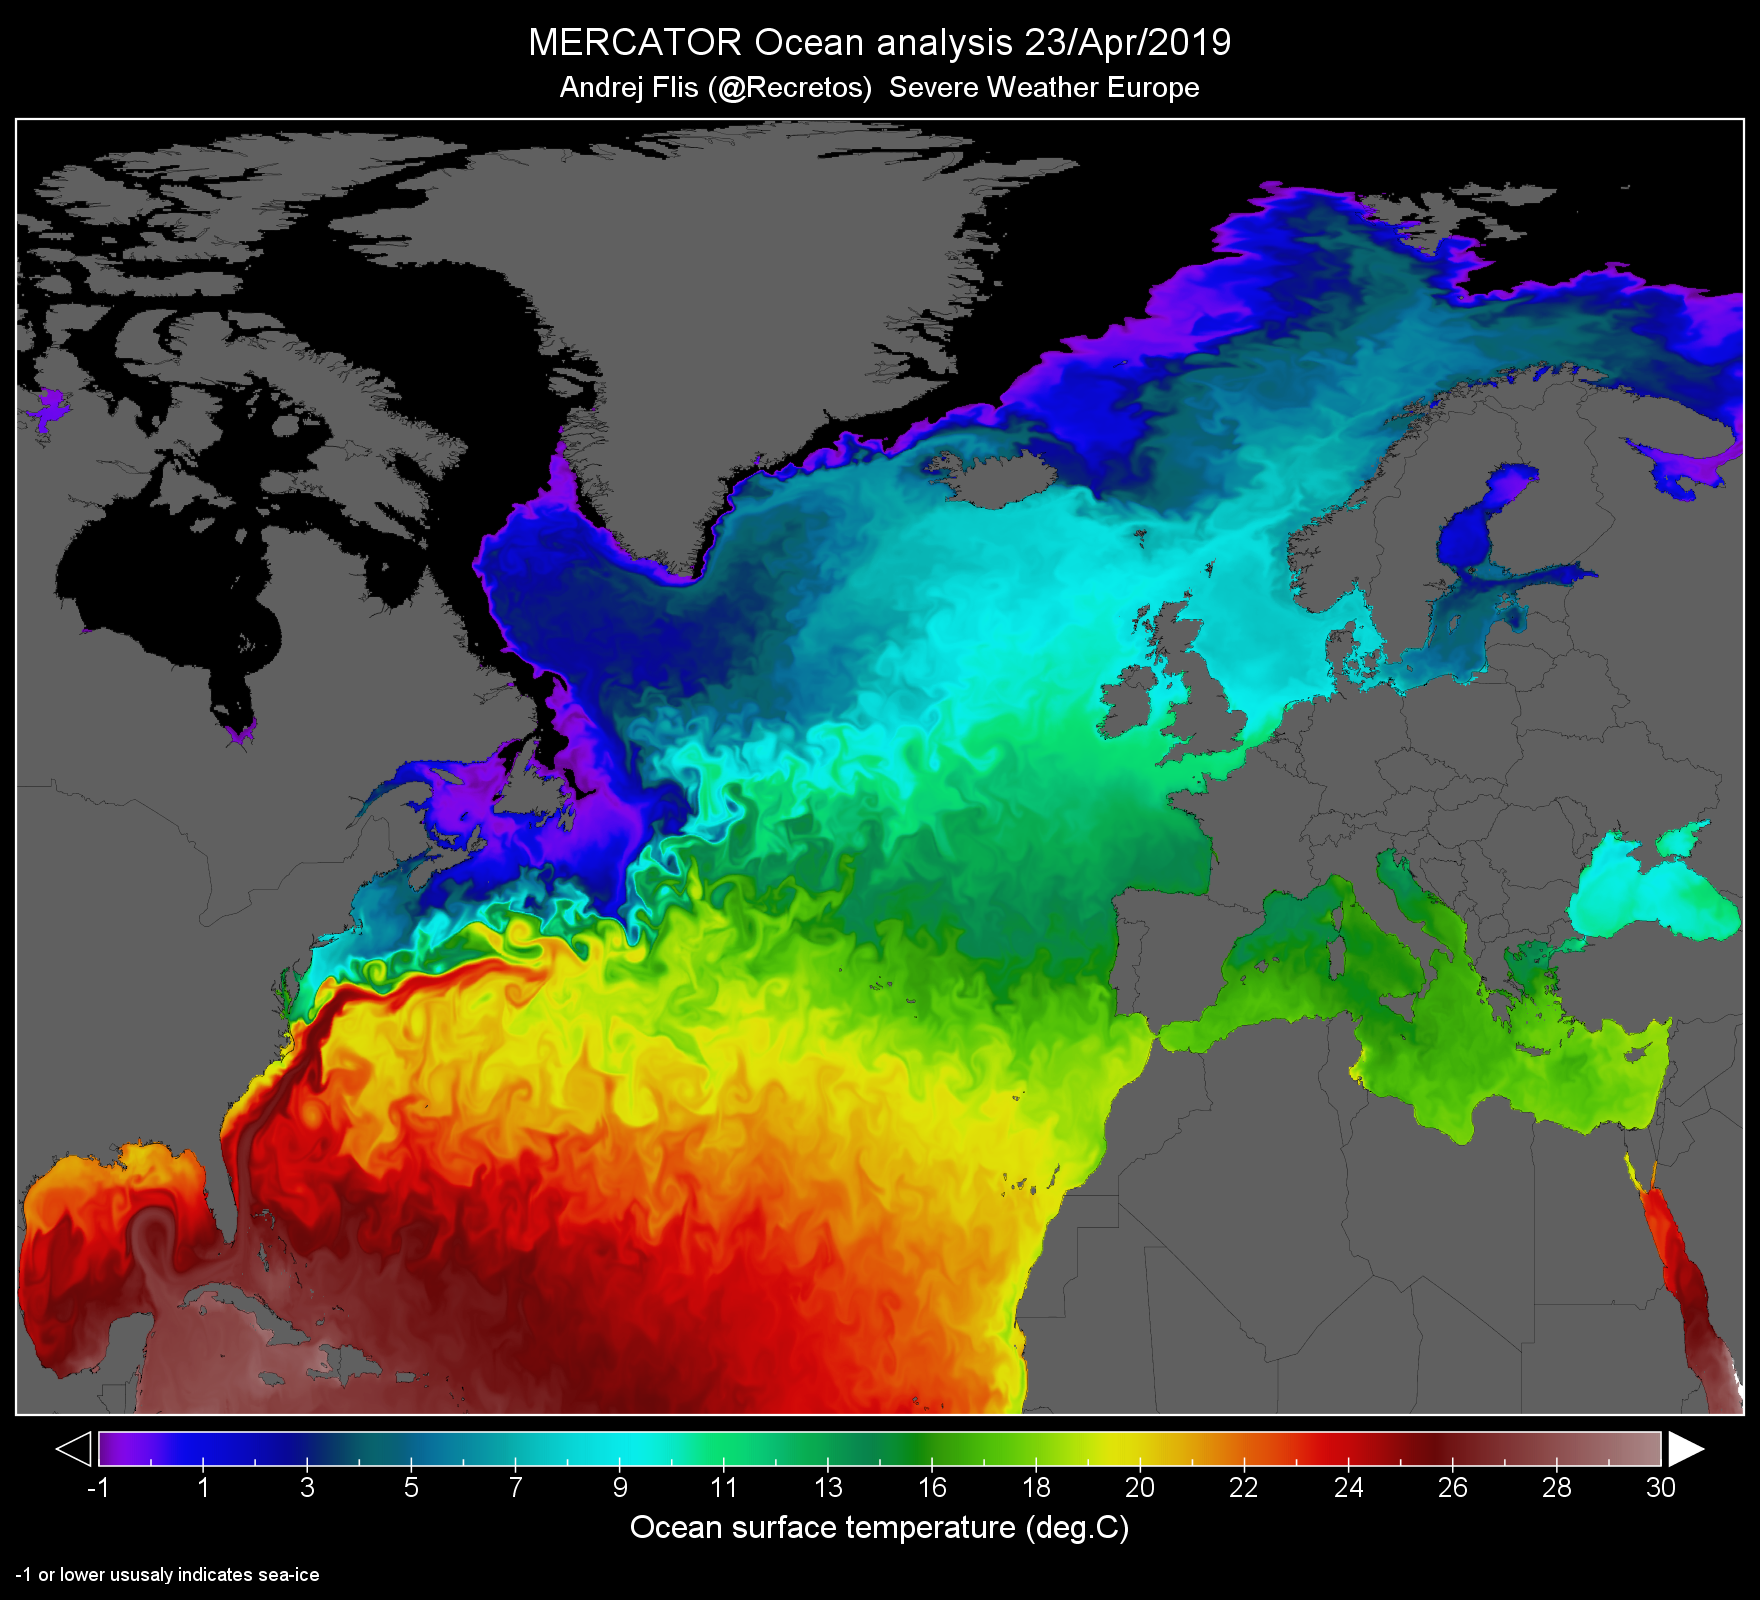 MERCATOR Ocean analysis 23/Apr/2019
Andrej Flis (@Recretos)  Severe Weather Europe
-1 1 3 5 7 9 11 13 16 18 20 22 24 26 28 30
Ocean surface temperature (deg.C)
-1 or lower ususaly indicates sea-ice